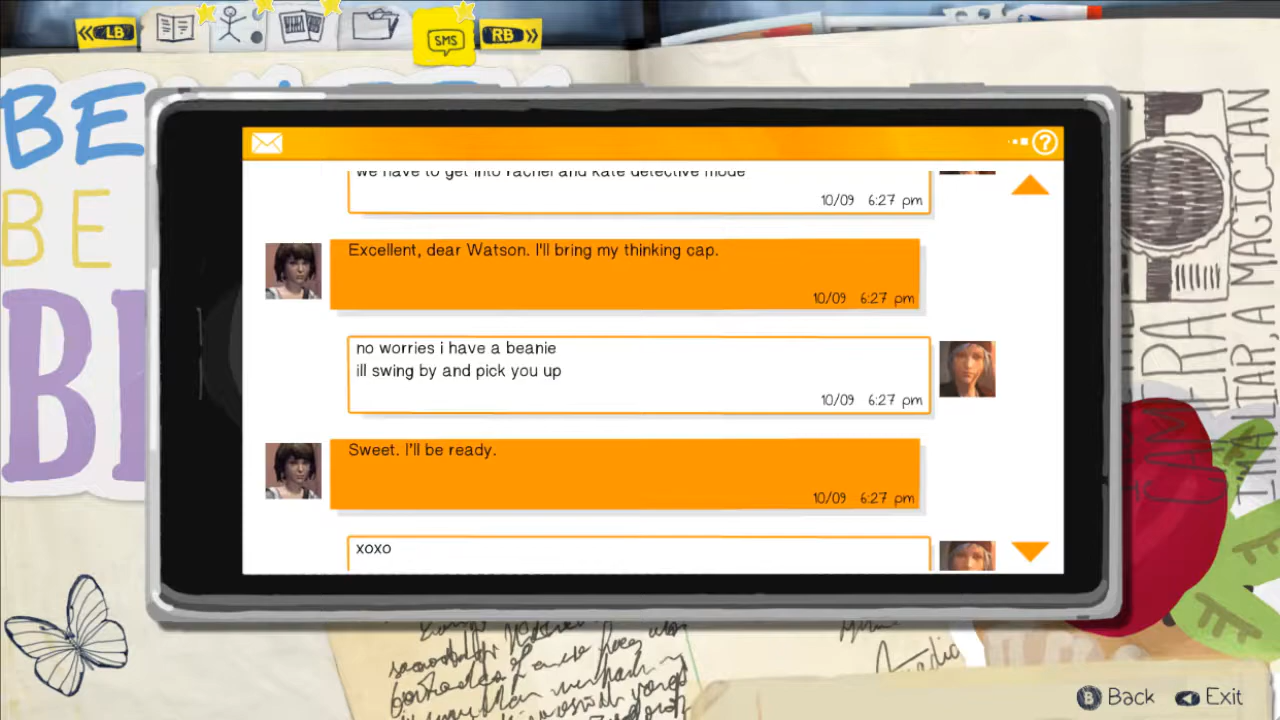 LB
SMS
RB
BE
BE
we have to get into rachel and kate detective mode
10/09 6:27 pm
Excellent, dear Watson. I'll bring my thinking cap.
10/09 6:27 pm
no worries i have a beanie
ill swing by and pick you up
10/09 6:27 pm
Sweet. I'll be ready.
10/09 6:27 pm
xoxo
?
CAMERA
LIAR, A MAGICIAN
B Back
Exit